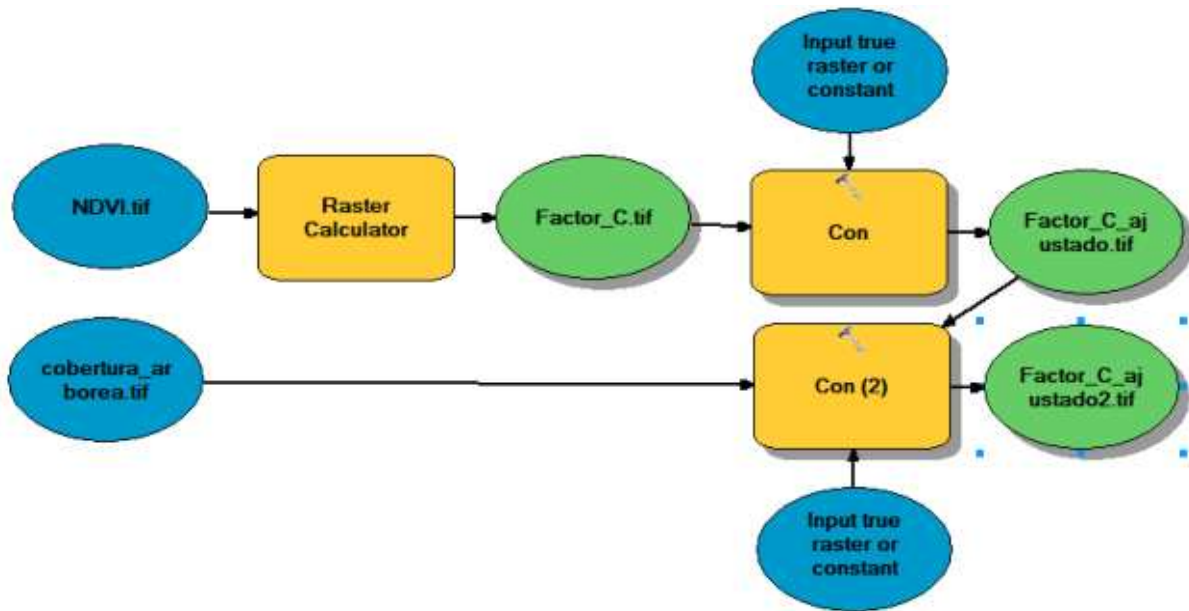 Input true
raster or
constant
NDVI.tif
Raster
Calculator
Factor_C.tif
Con
Factor_C_aj
ustado.tif
cobertura_ar
borea.tif
Con (2)
Factor_C_aj
ustado2.tif
Input true
raster or
constant